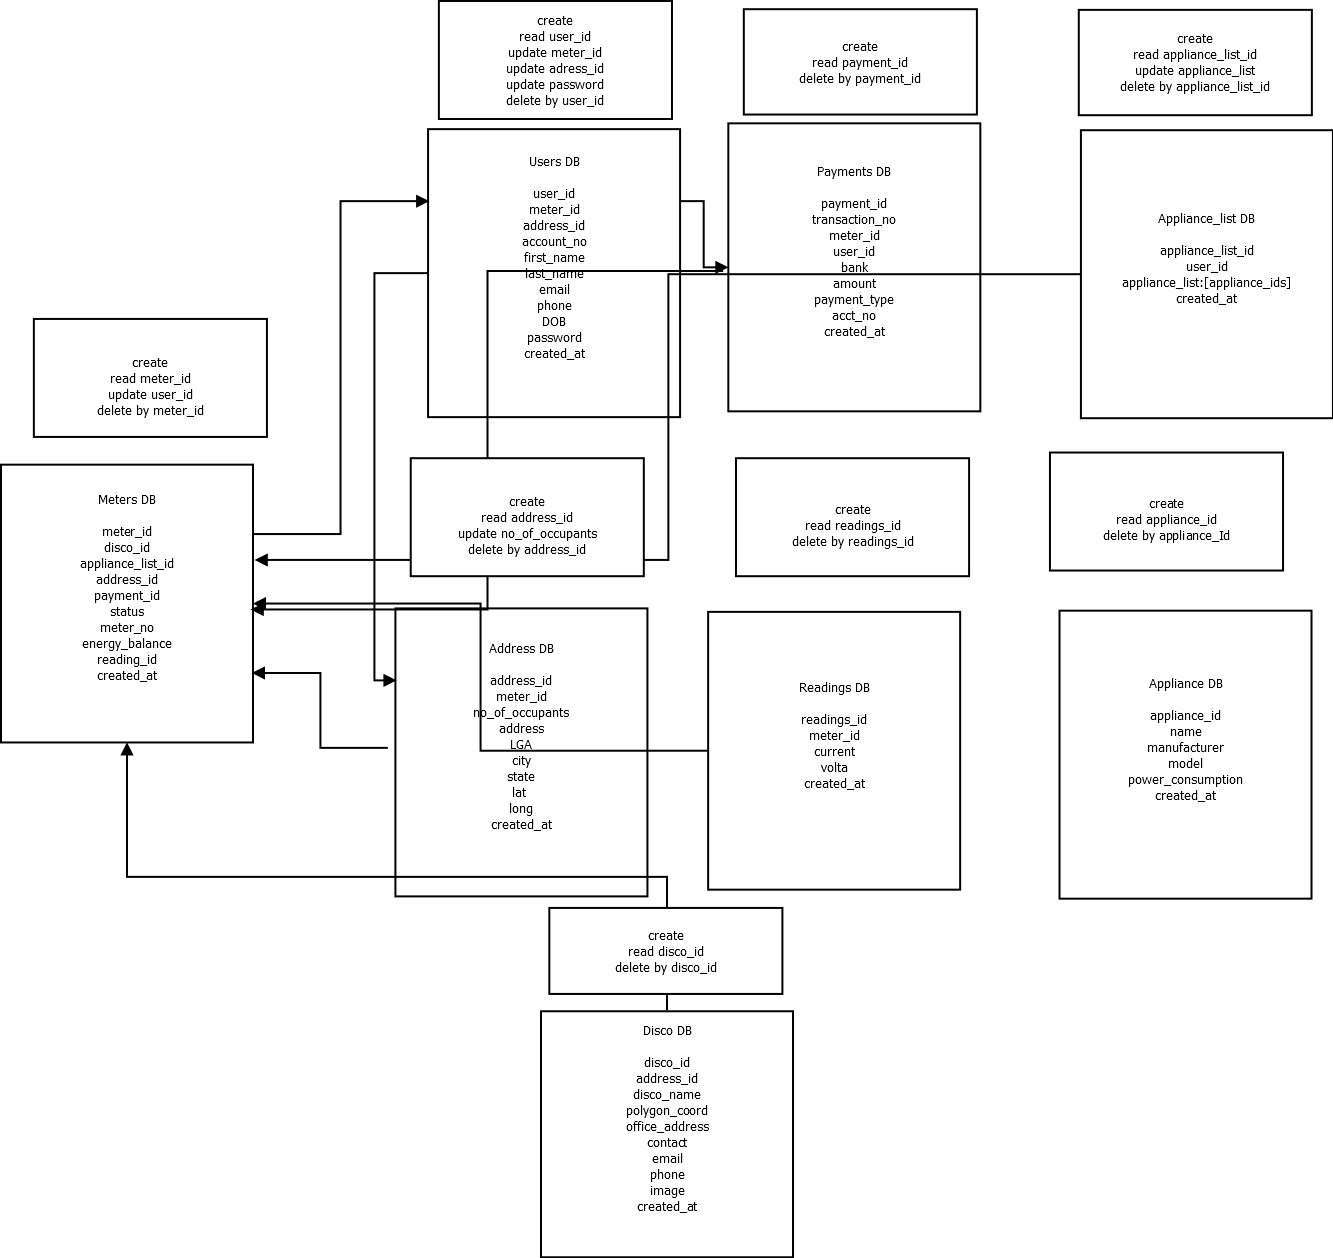 create
read user_id
update meter_id
update adress_id
update password
delete by user_id
create
read payment_id
delete by payment_id
create
read appliance_list_id
update appliance_list
delete by appliance_list_id
Users DB
user_id
meter_id
address_id
account_no
first_name
last_name
email
phone
DOB
password
created_at
Payments DB
payment_id
transaction_no
meter_id
user_id
bank
amount
payment_type
acct_no
created_at
Appliance_list DB
appliance_list_id
user_id
appliance_list:[appliance_ids]
created_at
create
read meter_id
update user_id
delete by meter_id
Meters DB
meter_id
disco_id
appliance_list_id
address_id
payment_id
status
meter_no
energy_balance
reading_id
created_at
create
read address_id
update no_of_occupants
delete by address_id
create
read readings_id
delete by readings_id
create
read appliance_id
delete by appliance_Id
Address DB
address_id
meter_id
no_of_occupants
address
LGA
city
state
lat
long
created_at
Readings DB
readings_id
meter_id
current
volta
created_at
Appliance DB
appliance_id
name
manufacturer
model
power_consumption
created_at
create
read disco_id
delete by disco_id
Disco DB
disco_id
address_id
disco_name
polygon_coord
office_address
contact
email
phone
image
created_at